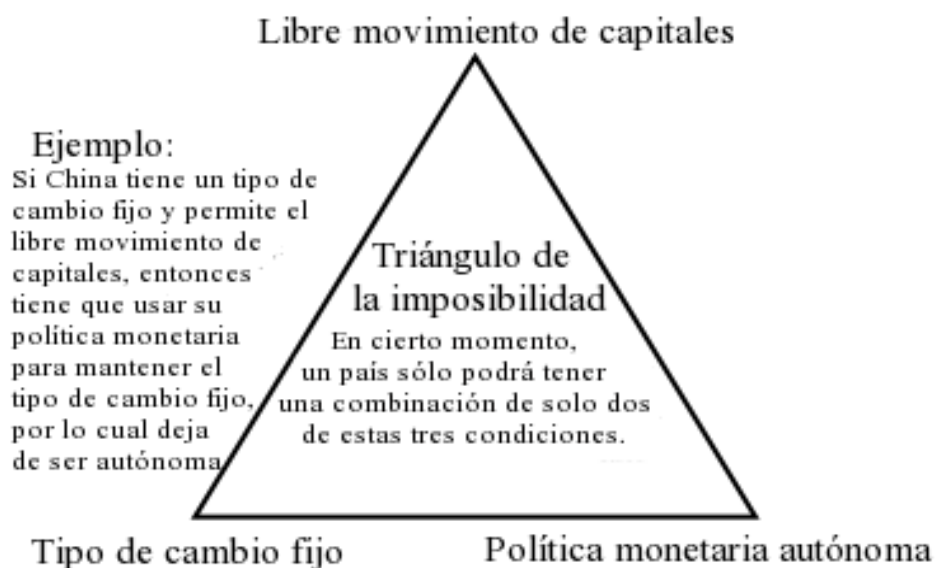 Libre movimiento de capitales
Ejemplo:
Si China tiene un tipo de
cambio fijo y permite el
libre movimiento de
capitales, entonces
tiene que usar su
política monetaria
para mantener el
tipo de cambio fijo,
por lo cual deja
de ser autónoma
Triángulo de
la imposibilidad
En cierto momento,
un país sólo podrá tener
una combinación de solo dos
de estas tres condiciones.
Tipo de cambio fijo
Política monetaria autónoma